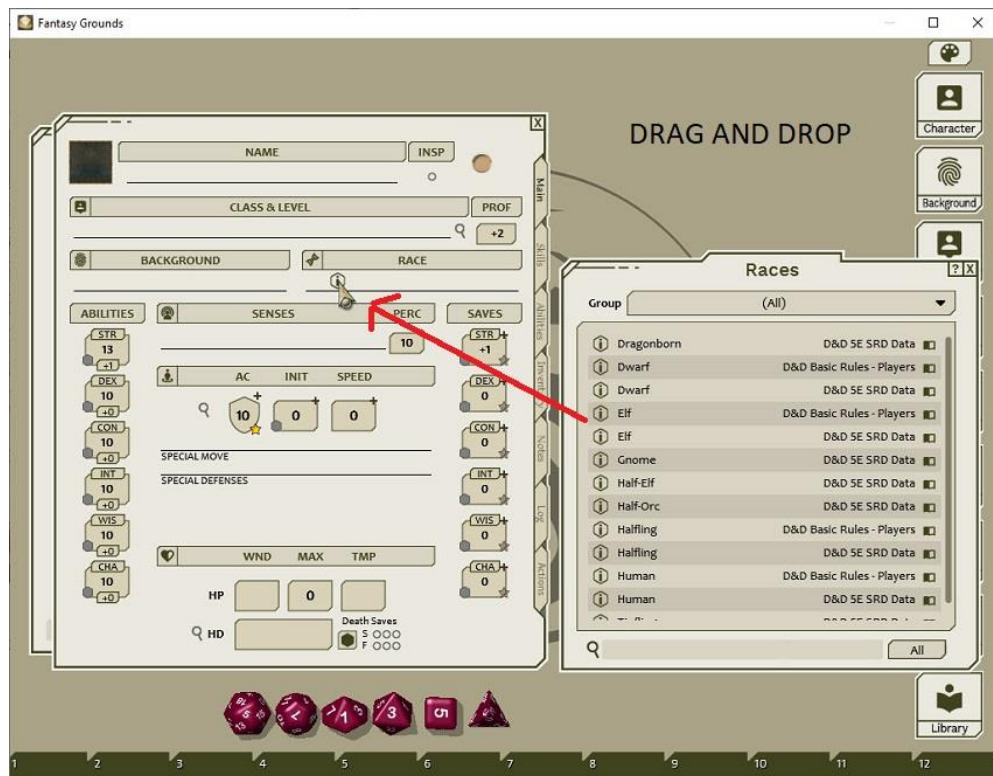 Fantasy Grounds
DRAG AND DROP
Character
Background
NAME
INSP
CLASS & LEVEL
PROF
+2
BACKGROUND
RACE
ABILITIES
SENSES
PERC
SAVES
10
STR
13
+1
DEX
10
+0
CON
10
+0
INT
10
+0
WIS
10
+0
CHA
10
+0
AC INIT SPEED
10 0 0
SPECIAL MOVE
SPECIAL DEFENSES
WND MAX TMP
HP 0
HD
Death Saves
S
F
STR
+1
DEX
0
CON
0
INT
0
WIS
0
CHA
0
X
Main
Skills
Abilities
Inventory
Notes
Log
Actions
Races
? X
Group (All)
Dragonborn D&D 5E SRD Data
Dwarf D&D Basic Rules - Players
Dwarf D&D 5E SRD Data
Elf D&D Basic Rules - Players
Elf D&D 5E SRD Data
Gnome D&D 5E SRD Data
Half-Elf D&D 5E SRD Data
Half-Orc D&D 5E SRD Data
Halfling D&D Basic Rules - Players
Halfling D&D 5E SRD Data
Human D&D Basic Rules - Players
Human D&D 5E SRD Data
All
Library
7 1 3 5
1 2 3 4 5 6 7 8 9 10 11 12